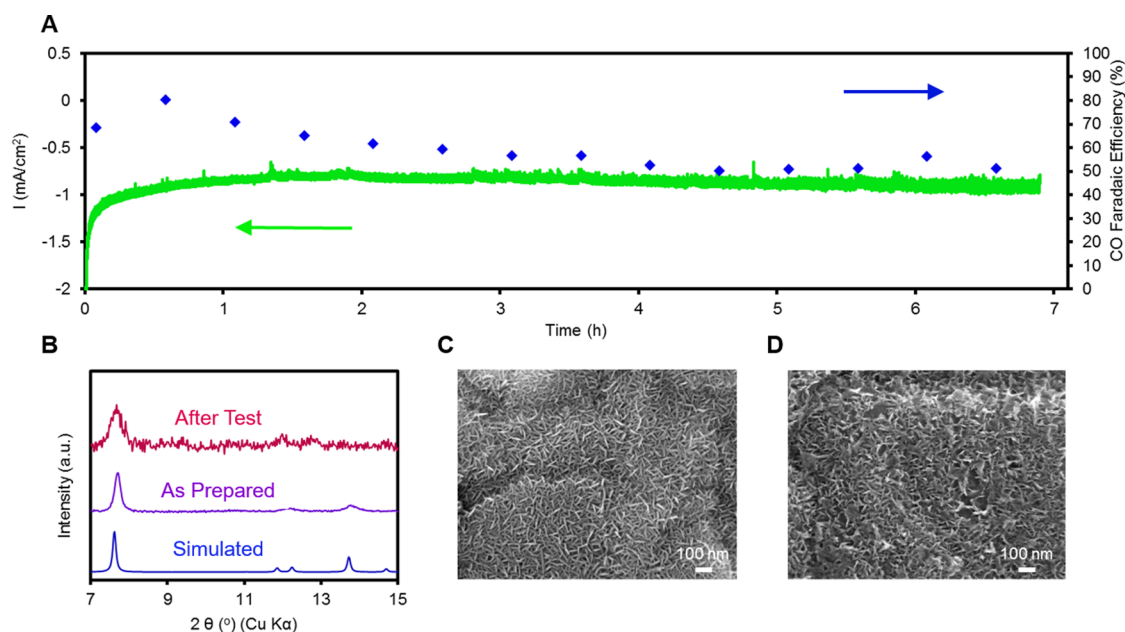 A
0.5
0
-0.5
-1
-1.5
-2
I (mA/cm²)
0
1
2
3
4
5
6
7
Time (h)
100
90
80
70
60
50
40
30
20
10
0
CO Faradaic Efficiency (%)
B
After Test
As Prepared
Simulated
Intensity (a.u.)
7
9
11
13
15
2 θ (º) (Cu Kα)
C
100 nm
D
100 nm